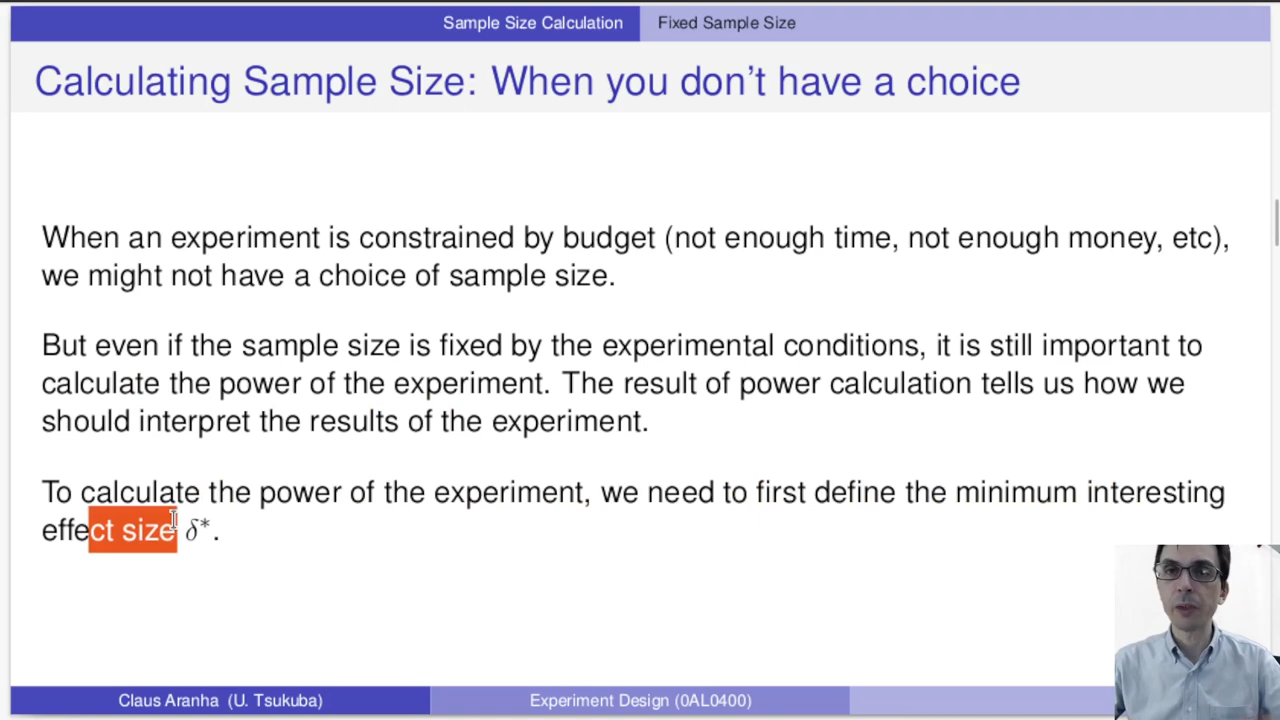 Sample Size Calculation Fixed Sample Size
Calculating Sample Size: When you don't have a choice
When an experiment is constrained by budget (not enough time, not enough money, etc),
we might not have a choice of sample size.
But even if the sample size is fixed by the experimental conditions, it is still important to
calculate the power of the experiment. The result of power calculation tells us how we
should interpret the results of the experiment.
To calculate the power of the experiment, we need to first define the minimum interesting
effect size δ*.
Claus Aranha (U. Tsukuba) Experiment Design (0AL0400)